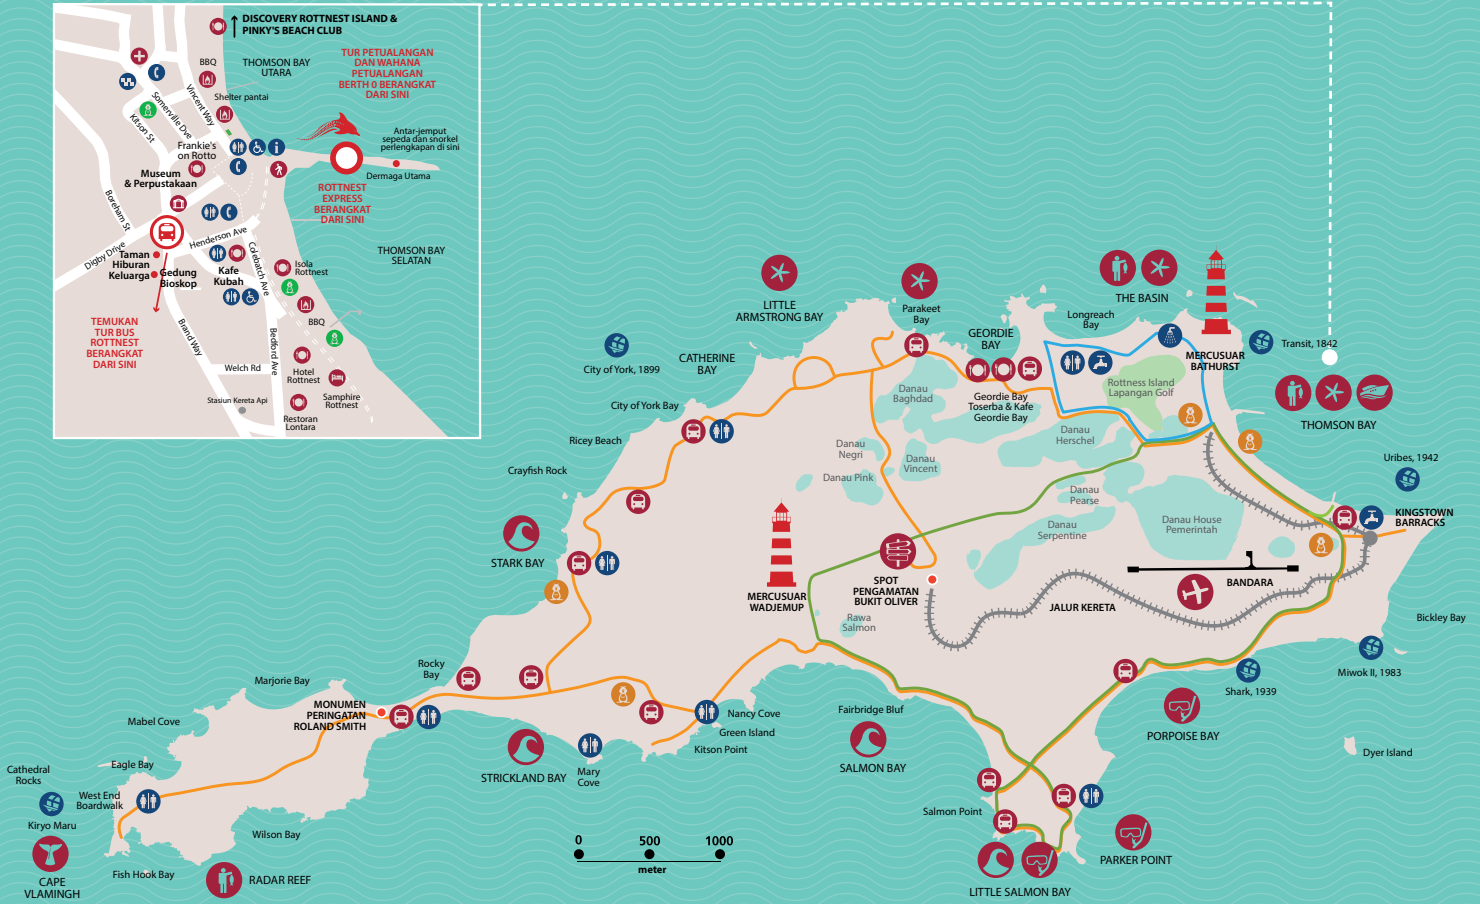 DISCOVERY ROTTNEST ISLAND &
PINKY'S BEACH CLUB
BBQ
THOMSON BAY
UTARA
TUR PETUALANGAN
DAN WAHANA
PETUALANGAN
BERTH 0 BERANGKAT
DARI SINI
Shelter pantai
Vincent Way
Somerville Dve
Kitson St
Frankie's
on Rotto
Antar-jemput
sepeda dan snorkel
perlengkapan di sini
Dermaga Utama
Museum
& Perpustakaan
ROTTNEST
EXPRESS
BERANGKAT
DARI SINI
Boreham St
Digby Drive
Henderson Ave
Colebatch Ave
THOMSON BAY
SELATAN
Taman
Hiburan
Keluarga
Gedung
Bioskop
Kafe
Kubah
Isola
Rottnest
BBQ
TEMUKAN
TUR BUS
ROTTNEST
BERANGKAT
DARI SINI
Brand Way
Bedford Ave
Welch Rd
Hotel
Rottnest
Samphire
Rottnest
Stasiun Kereta Api
Restoran
Lontara
LITTLE
ARMSTRONG BAY
Parakeet
Bay
GEORDIE
BAY
Longreach
Bay
THE BASIN
MERCUSUAR
BATHURST
Transit, 1842
THOMSON BAY
City of York, 1899
CATHERINE
BAY
City of York Bay
Ricey Beach
Crayfish Rock
Danau
Baghdad
Geordie Bay
Toserba & Kafe
Geordie Bay
Rottness Island
Lapangan Golf
Danau
Herschel
Danau
Negri
Danau
Vincent
Danau Pink
Danau
Pearse
Danau
Serpentine
Danau House
Pemerintah
Uribes, 1942
KINGSTOWN
BARRACKS
STARK BAY
MERCUSUAR
WADJEMUP
SPOT
PENGAMATAN
BUKIT OLIVER
Rawa
Salmon
JALUR KERETA
BANDARA
Bickley Bay
Miwok II, 1983
Shark, 1939
PORPOISE BAY
Dyer Island
Rocky
Bay
Marjorie Bay
MONUMEN
PERINGATAN
ROLAND SMITH
Mabel Cove
Eagle Bay
Cathedral
Rocks
West End
Boardwalk
Kiryo Maru
CAPE
VLAMINGH
Fish Hook Bay
Wilson Bay
RADAR REEF
STRICKLAND BAY
Mary
Cove
Nancy Cove
Green Island
Kitson Point
Fairbridge Bluf
SALMON BAY
Salmon Point
LITTLE SALMON BAY
PARKER POINT
0 500 1000
meter